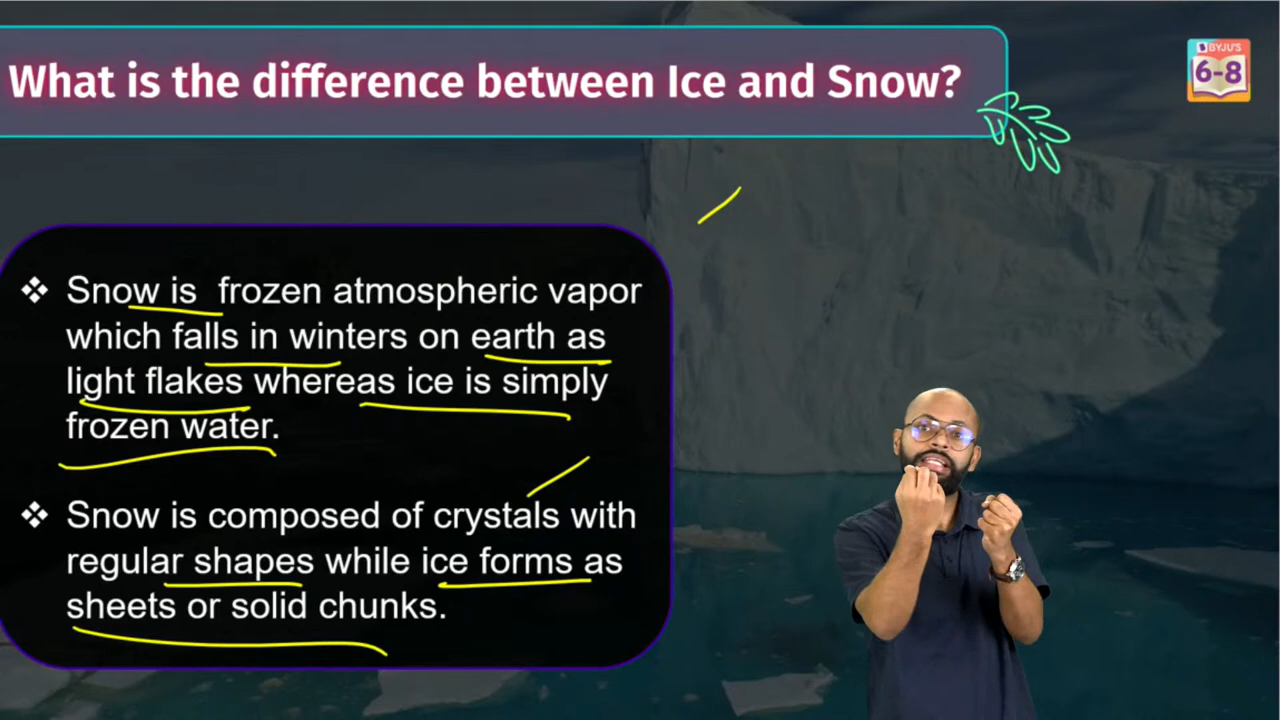 What is the difference between Ice and Snow?
BYJU'S
6-8
❖ Snow is frozen atmospheric vapor
which falls in winters on earth as
light flakes whereas ice is simply
frozen water.
❖ Snow is composed of crystals with
regular shapes while ice forms as
sheets or solid chunks.